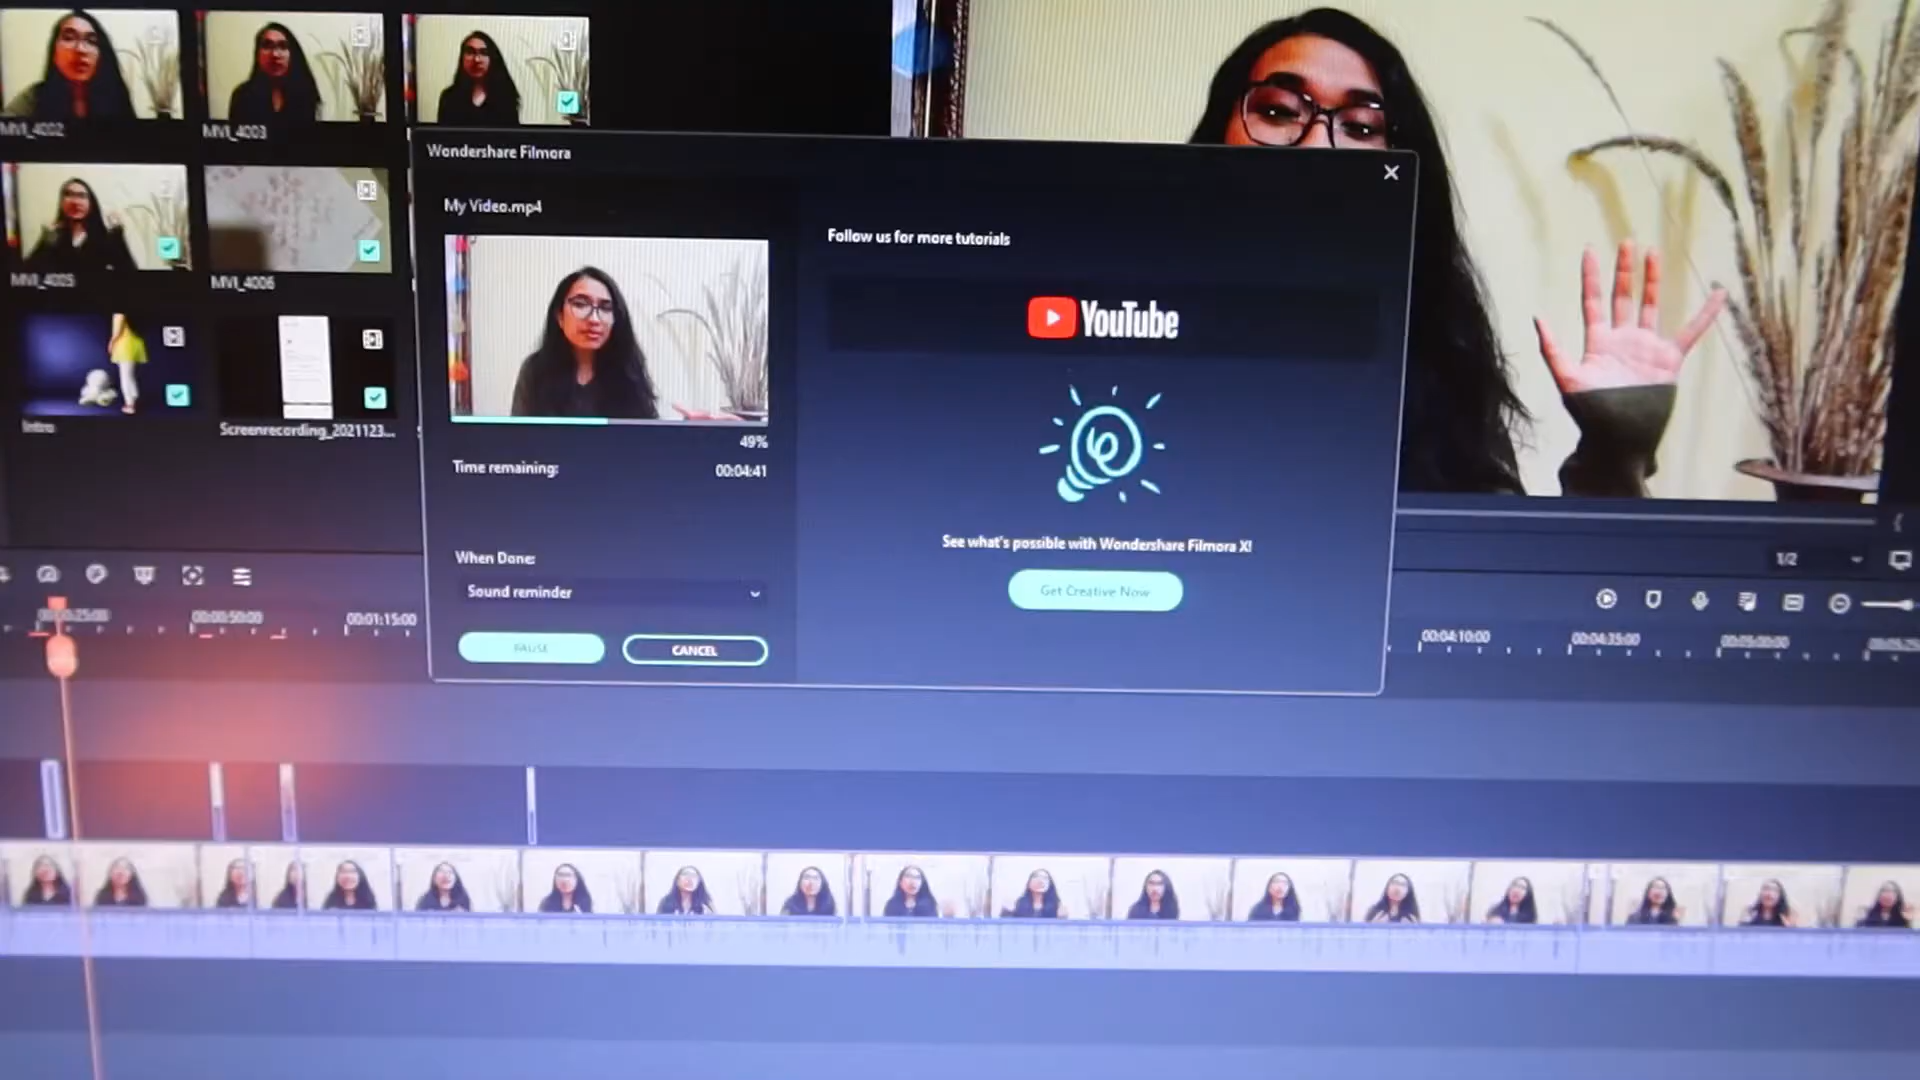 MVI_4002
MVI_4003
Wondershare Filmora
My Video.mp4
Follow us for more tutorials
YouTube
MVI_4005
MVI_4006
Intro
Screenrecording_2021123...
49%
Time remaining:
00:04:41
See what's possible with Wondershare Filmora X!
When Done:
Sound reminder
Get Creative Now
PAUSE
CANCEL
1/2
00:00:50:00
00:01:15:00
00:04:10:00
00:04:35:00
00:05:00:00